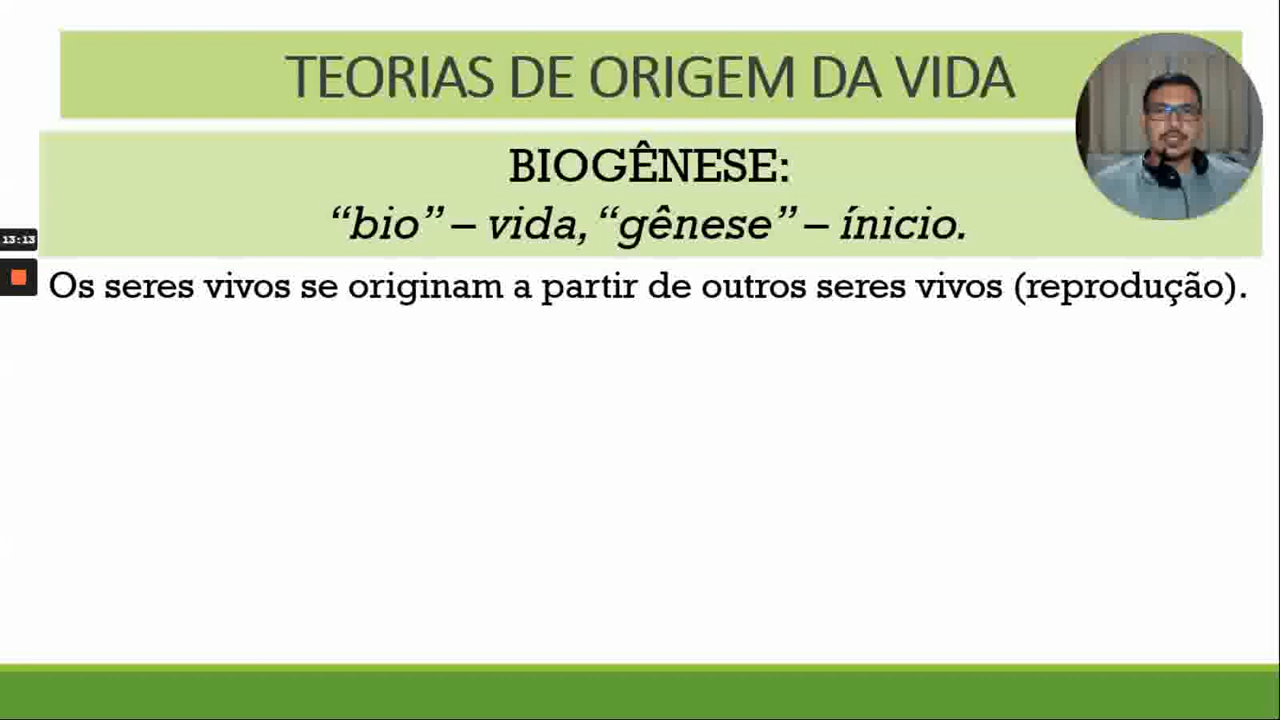 TEORIAS DE ORIGEM DA VIDA
BIOGÊNESE:
“bio” – vida, “gênese” – ínicio.
13:13
Os seres vivos se originam a partir de outros seres vivos (reprodução).